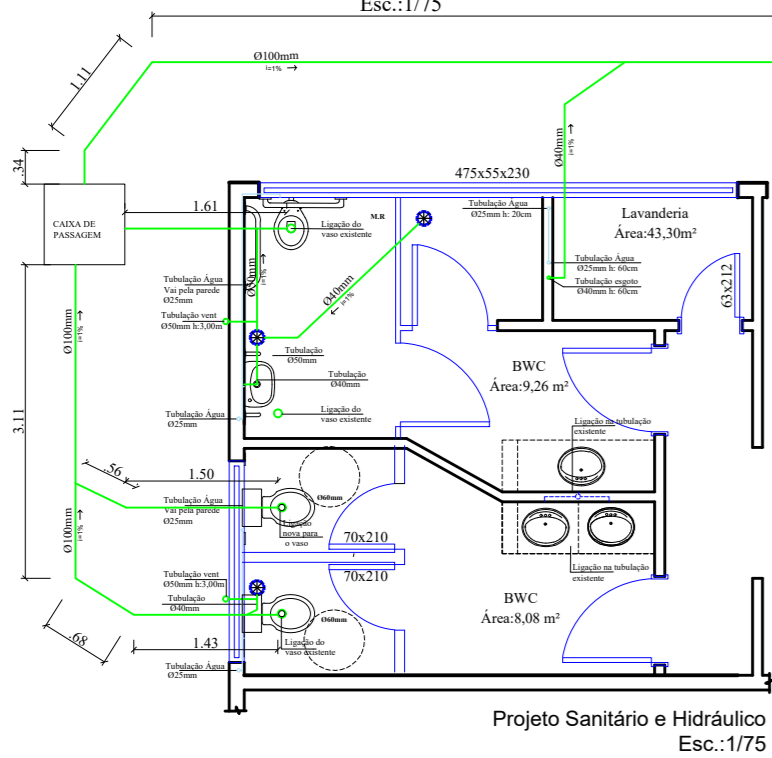 Esc.:1/75
Ø100mm
i=1%
1.11
.34
475x55x230
Ø40mm
i=1%
1.61
CAIXA DE
PASSAGEM
Ligação do
vaso existente
M.R
Tubulação Água
Ø25mm h: 20cm
Lavanderia
Área:43,30m²
Tubulação Água
Vai pela parede
Ø25mm
Ø50mm
i=1%
Ø40mm
i=1%
Tubulação Água
Ø25mm h: 60cm
Tubulação esgoto
Ø40mm h: 60cm
63x212
Tubulação vent
Ø50mm h:3,00m
Ø100mm
i=1%
Tubulação
Ø50mm
BWC
Área:9,26 m²
Tubulação
Ø40mm
Tubulação Água
Ø25mm
Ligação do
vaso existente
Ligação na tubulação
existente
3.11
.56
1.50
Tubulação Água
vai pela parede
Ø25mm
Ø60mm
Ligação
nova para
o vaso
Ø100mm
i=1%
70x210
70x210
Ligação na tubulação
existente
Tubulação vent
Ø50mm h:3,00m
Tubulação
Ø40mm
BWC
Área:8,08 m²
Ø60mm
.68
1.43
Ligação do
vaso existente
Tubulação Água
Ø25mm
Projeto Sanitário e Hidráulico
Esc.:1/75